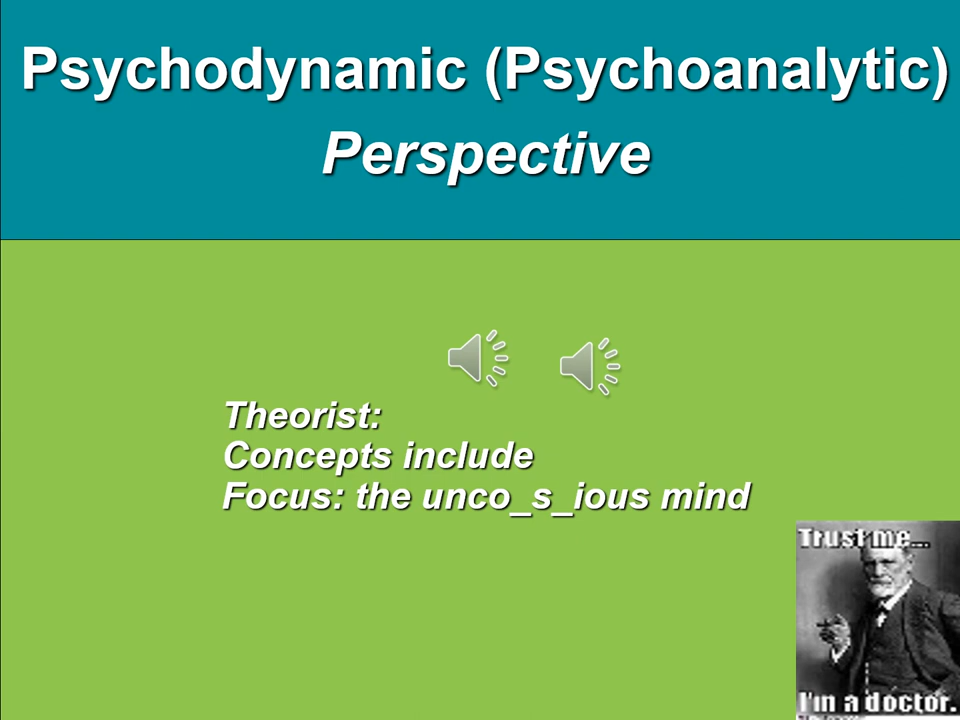 Psychodynamic (Psychoanalytic)
Perspective
Theorist:
Concepts include
Focus: the unco_s_ious mind
Trust me...
I'm a doctor.